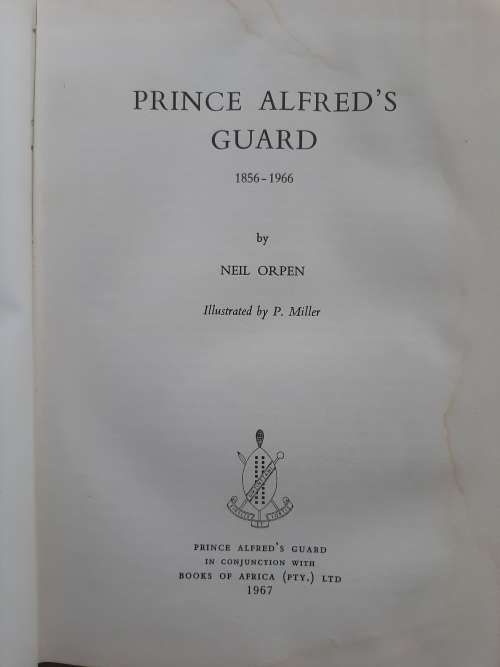 PRINCE ALFRED'S
GUARD
1856-1966
by
NEIL ORPEN
Illustrated by P. Miller
PRINCE ALFRED'S GUARD
IN CONJUNCTION WITH
BOOKS OF AFRICA (PTY.) LTD
1967